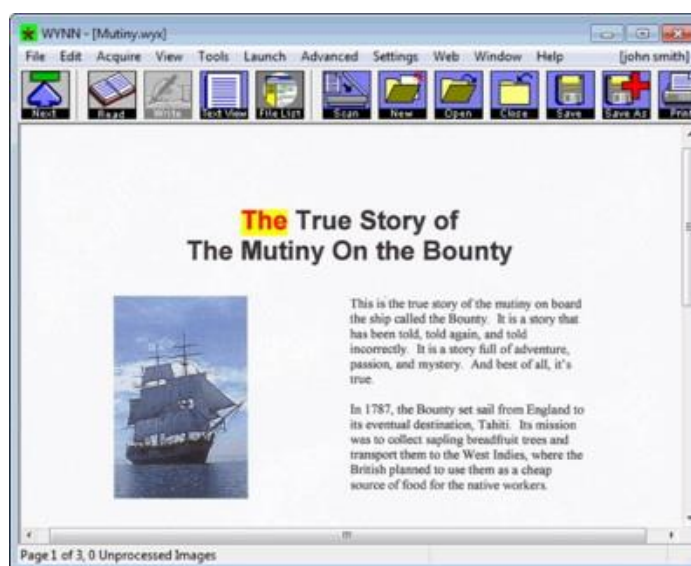 WYNN - [Mutiny.wyx]
File Edit Acquire View Tools Launch Advanced Settings Web Window Help [john smith]
Next Read Write Text View File List Scan New Open Close Save Save As Print
The True Story of
The Mutiny On the Bounty
This is the true story of the mutiny on board
the ship called the Bounty. It is a story that
has been told, told again, and told
incorrectly. It is a story full of adventure,
passion, and mystery. And best of all, it's
true.
In 1787, the Bounty set sail from England to
its eventual destination, Tahiti. Its mission
was to collect sapling breadfruit trees and
transport them to the West Indies, where the
British planned to use them as a cheap
source of food for the native workers.
Page 1 of 3, 0 Unprocessed Images